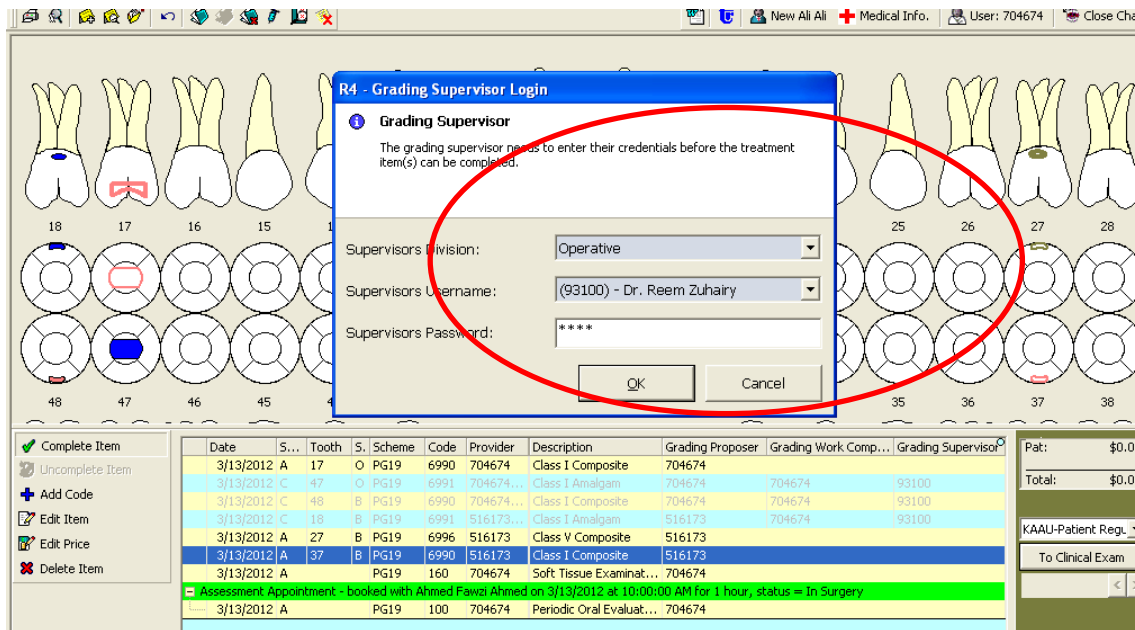 New Ali Ali Medical Info. User: 704674 Close Cha
R4 - Grading Supervisor Login
Grading Supervisor
The grading supervisor needs to enter their credentials before the treatment
item(s) can be completed.
18 17 16 15 1 25 26 27 28
Supervisors Division: Operative
Supervisors Username: (93100) - Dr. Reem Zuhairy
Supervisors Password: ****
OK Cancel
48 47 46 45 4 35 36 37 38
Complete Item
Uncomplete Item
Add Code
Edit Item
Edit Price
Delete Item
Date S... Tooth S. Scheme Code Provider Description Grading Proposer Grading Work Comp... Grading Supervisor
3/13/2012 A 17 O PG19 6990 704674 Class I Composite 704674
3/13/2012 C 47 O PG19 6991 704674... Class I Amalgam 704674 704674 93100
3/13/2012 C 48 B PG19 6990 704674... Class I Composite 704674 704674 93100
3/13/2012 C 18 B PG19 6991 516173... Class I Amalgam 516173 704674 93100
3/13/2012 A 27 B PG19 6996 516173 Class V Composite 516173
3/13/2012 A 37 B PG19 6990 516173 Class I Composite 516173
3/13/2012 A PG19 160 704674 Soft Tissue Examinat... 704674
Assessment Appointment - booked with Ahmed Fawzi Ahmed on 3/13/2012 at 10:00:00 AM for 1 hour, status = In Surgery
3/13/2012 A PG19 100 704674 Periodic Oral Evaluat... 704674
Pat: $0.0
Total: $0.0
KAAU-Patient Regu
To Clinical Exam